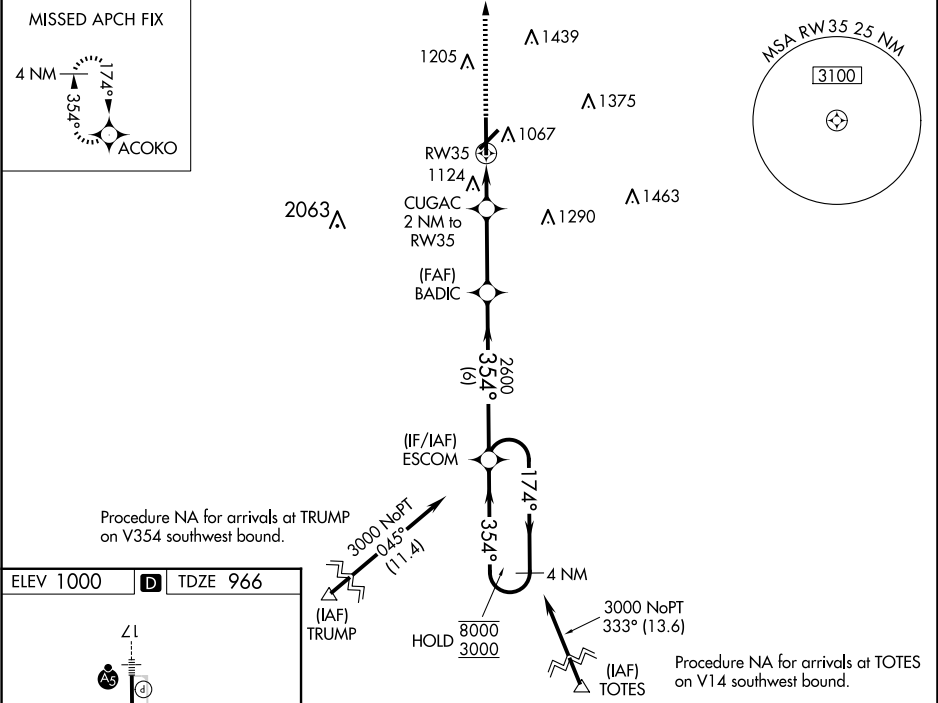 MISSED APCH FIX
4 NM
174°
354°
ACOKO
1205
1439
1375
1067
RW35
1124
CUGAC
2 NM to
RW35
2063
1290
1463
MSA RW35 25 NM
3100
(FAF)
BADIC
2600
354°
(6)
(IF/IAF)
ESCOM
174°
354°
4 NM
Procedure NA for arrivals at TRUMP
on V354 southwest bound.
3000 NoPT
045°
(11.4)
(IAF)
TRUMP
HOLD
8000
3000
3000 NoPT
333° (13.6)
(IAF)
TOTES
Procedure NA for arrivals at TOTES
on V14 southwest bound.
ELEV 1000
D
TDZE 966
17
A5
P